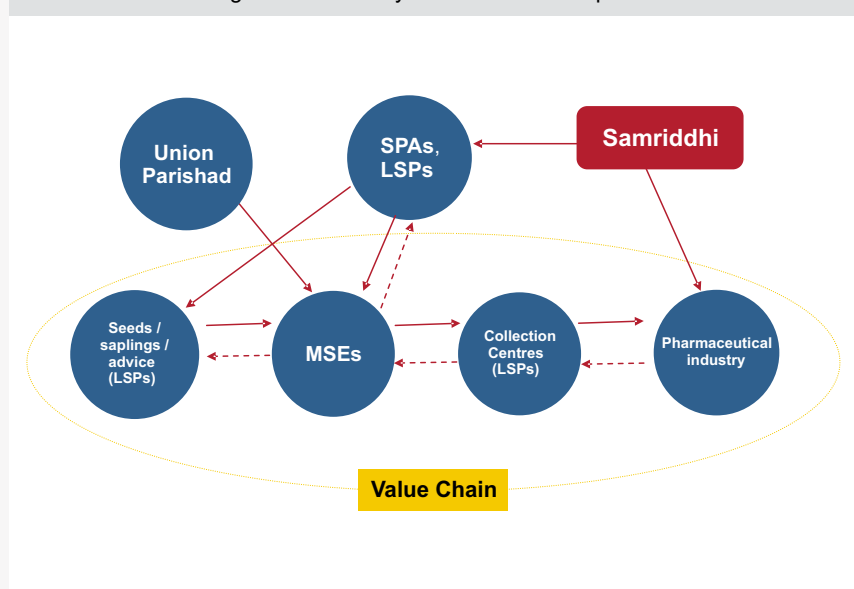 Union
Parishad
SPAs,
LSPs
Samriddhi
Seeds /
saplings /
advice
(LSPs)
MSEs
Collection
Centres
(LSPs)
Pharmaceutical
industry
Value Chain